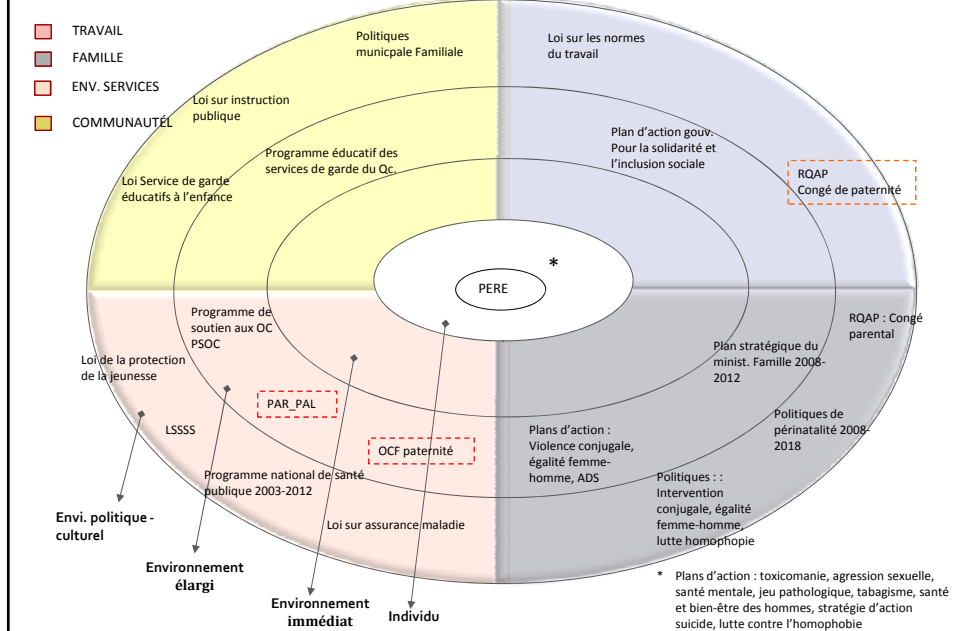 TRAVAIL
FAMILLE
ENV. SERVICES
COMMUNAUTÉL
Politiques
municpale Familiale
Loi sur instruction
publique
Programme éducatif des
services de garde du Qc.
Loi Service de garde
éducatifs à l'enfance
Loi sur les normes
du travail
Plan d'action gouv.
Pour la solidarité et
l'inclusion sociale
RQAP
Congé de paternité
*
PERE
Programme de
soutien aux OC
PSOC
Loi de la protection
de la jeunesse
PAR_PAL
LSSSS
OCF paternité
Programme national de santé
publique 2003-2012
Loi sur assurance maladie
RQAP : Congé
parental
Plan stratégique du
minist. Famille 2008-
2012
Politiques de
périnatalité 2008-
2018
Plans d'action :
Violence conjugale,
égalité femme-
homme, ADS
Politiques : :
Intervention
conjugale, égalité
femme-homme,
lutte homophopie
Envi. politique -
culturel
Environnement
élargi
Environnement
immédiat
Individu
* Plans d'action : toxicomanie, agression sexuelle,
santé mentale, jeu pathologique, tabagisme, santé
et bien-être des hommes, stratégie d'action
suicide, lutte contre l'homophobie